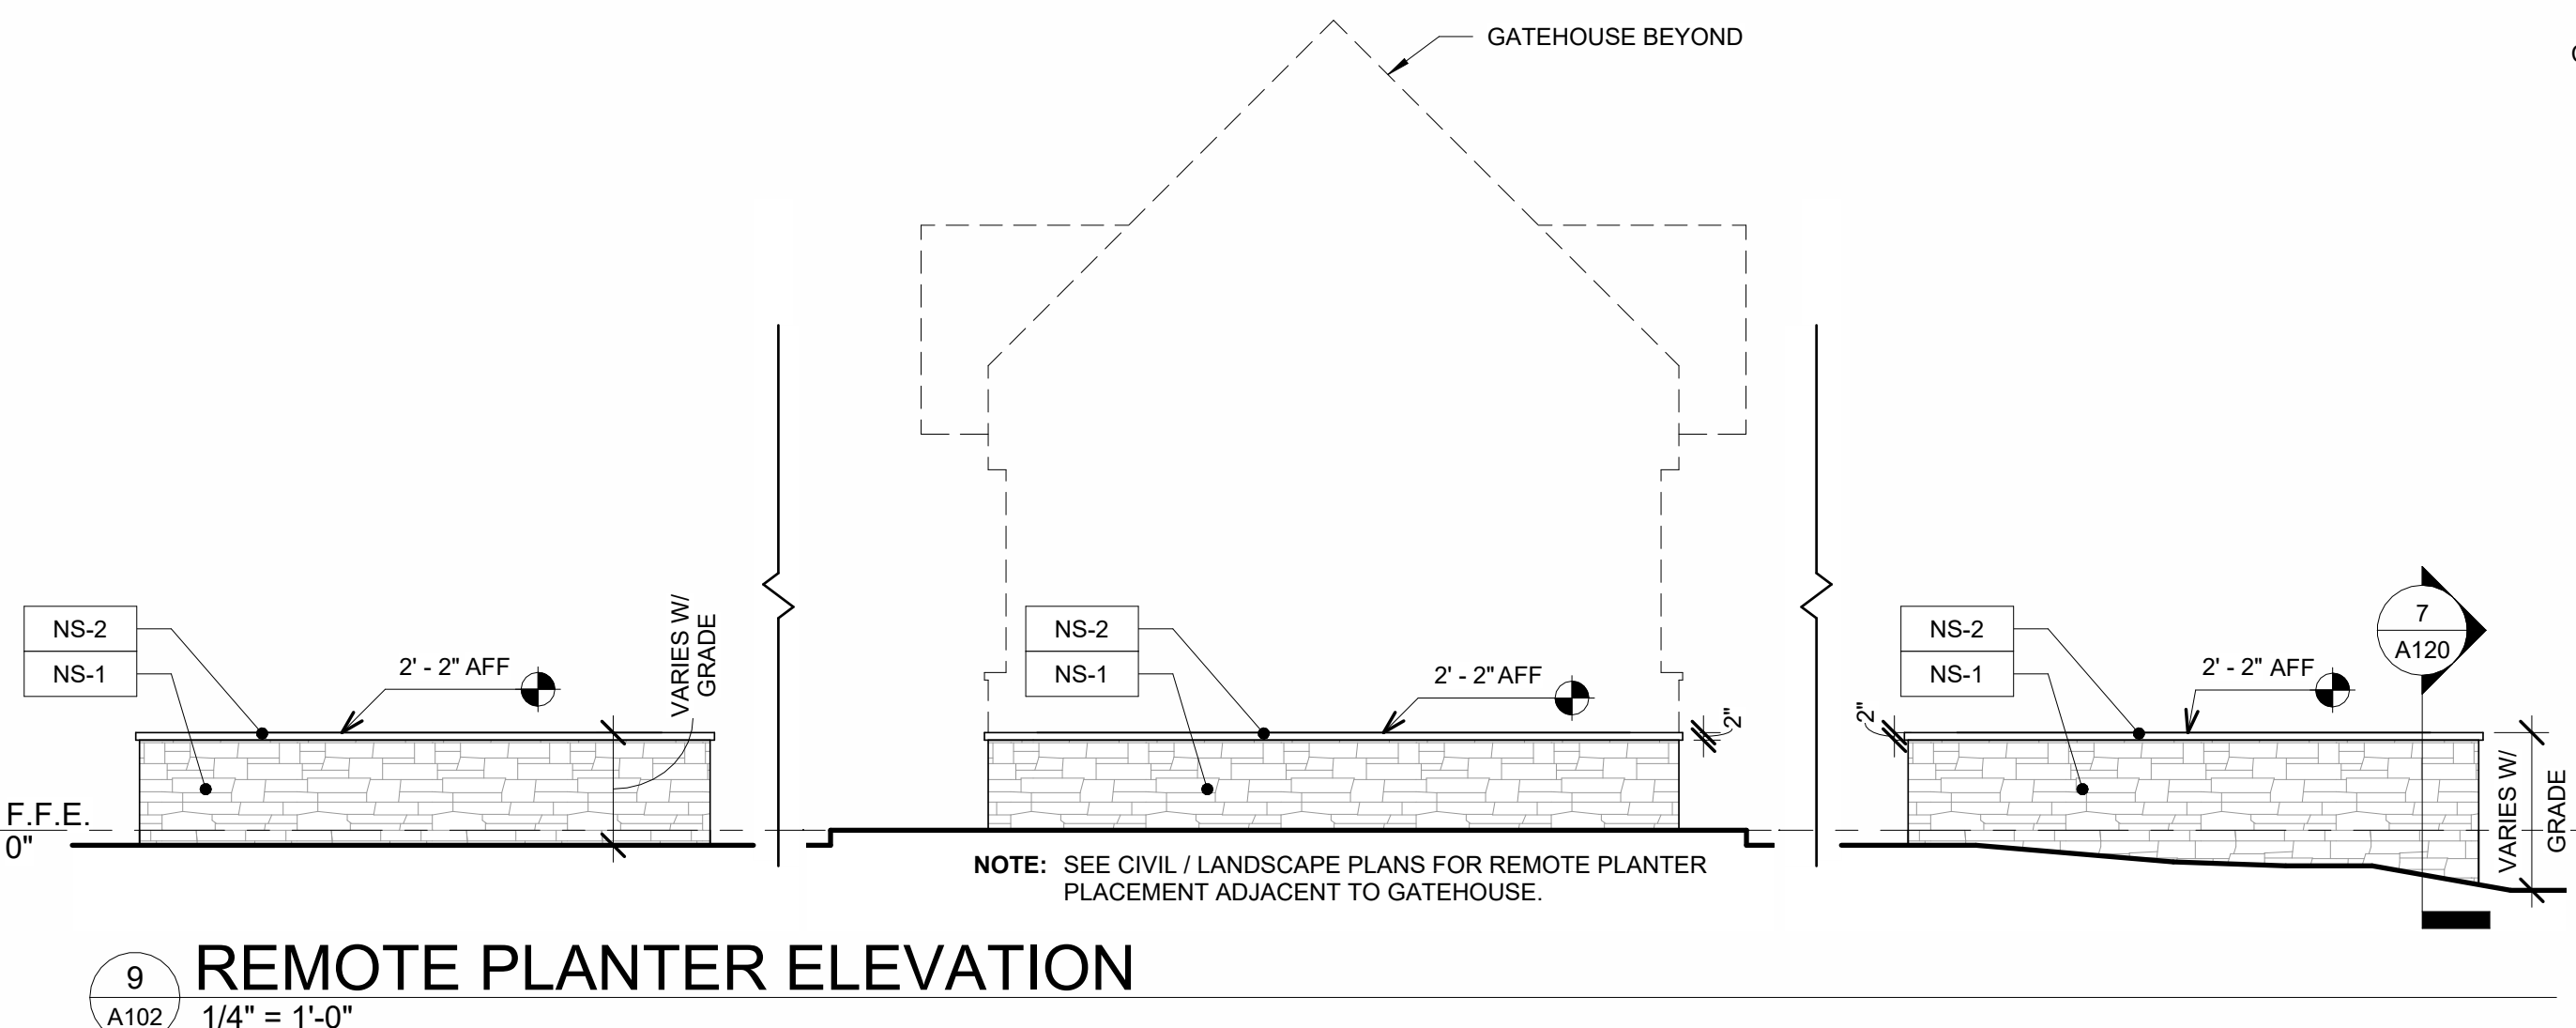 GATEHOUSE BEYOND
NS-2
NS-1
2' - 2" AFF
VARIES W/
GRADE
F.F.E.
0"
NS-2
NS-1
2' - 2" AFF
2"
NOTE: SEE CIVIL / LANDSCAPE PLANS FOR REMOTE PLANTER
PLACEMENT ADJACENT TO GATEHOUSE.
2"
NS-2
NS-1
2' - 2" AFF
7
A120
VARIES W/
GRADE
9
A102
REMOTE PLANTER ELEVATION
1/4" = 1'-0"